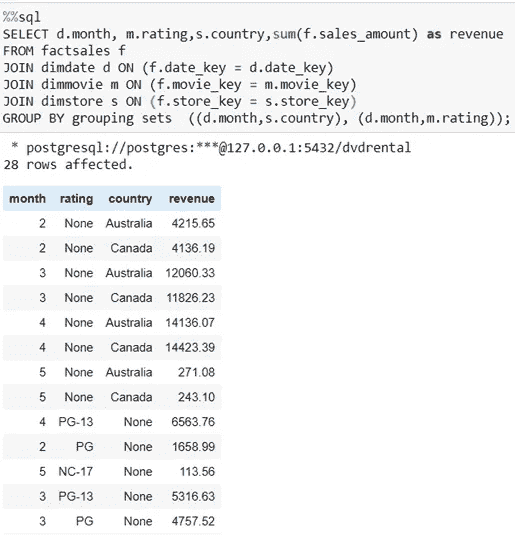 %%sql
SELECT d.month, m.rating,s.country,sum(f.sales_amount) as revenue
FROM factsales f
JOIN dimdate d ON (f.date_key = d.date_key)
JOIN dimmovie m ON (f.movie_key = m.movie_key)
JOIN dimstore s ON (f.store_key = s.store_key)
GROUP BY grouping sets  ((d.month,s.country), (d.month,m.rating));
* postgresql://postgres:***@127.0.0.1:5432/dvdrental
28 rows affected.
month rating country revenue
2 None Australia 4215.65
2 None Canada 4136.19
3 None Australia 12060.33
3 None Canada 11826.23
4 None Australia 14136.07
4 None Canada 14423.39
5 None Australia 271.08
5 None Canada 243.10
4 PG-13 None 6563.76
2 PG None 1658.99
5 NC-17 None 113.56
3 PG-13 None 5316.63
3 PG None 4757.52